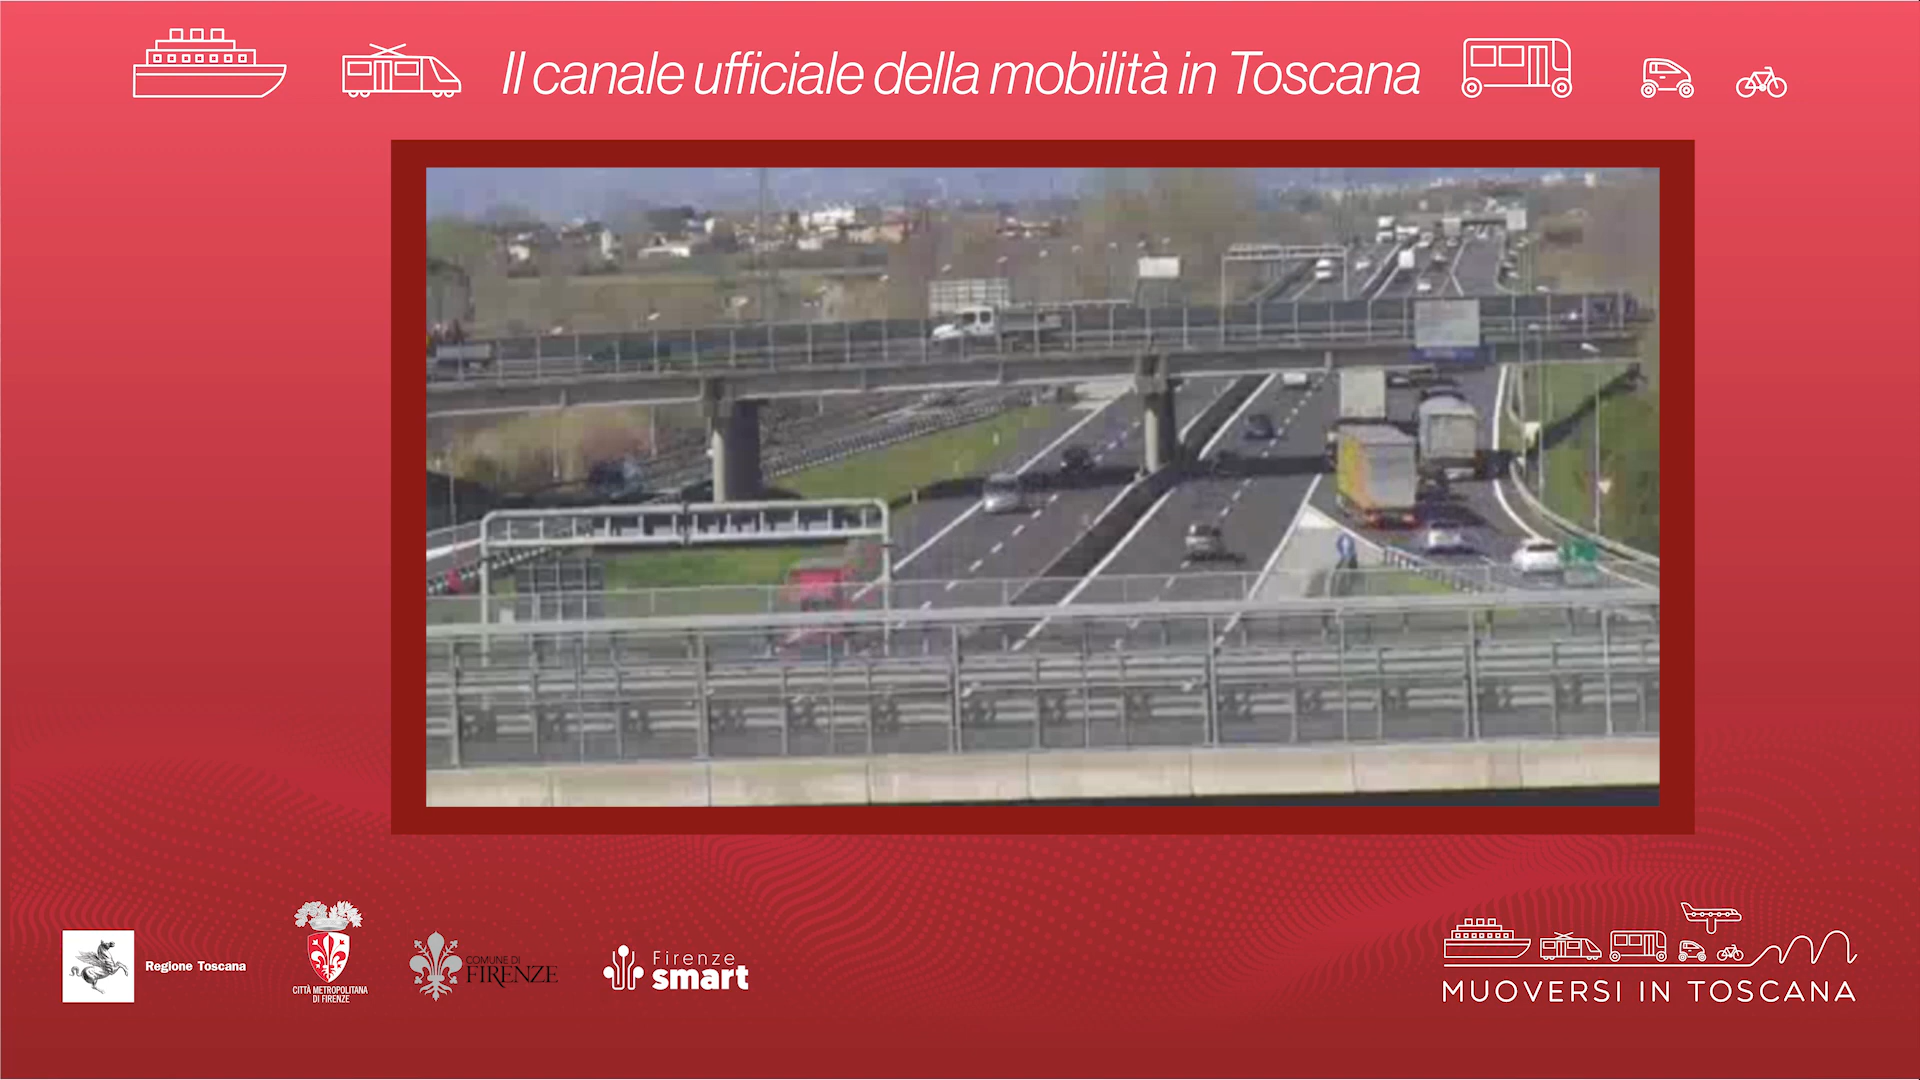 Il canale ufficiale della mobilità in Toscana
Regione Toscana
CITTÀ METROPOLITANA
DI FIRENZE
COMUNE DI
FIRENZE
Firenze
smart
MUOVERSI IN TOSCANA